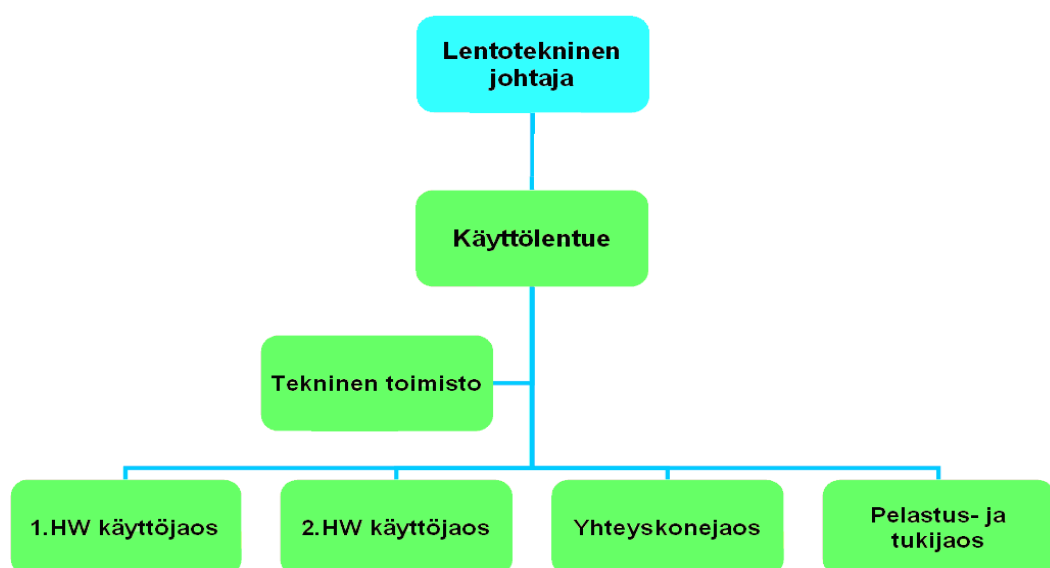 Lentotekninen
johtaja
Käyttölentue
Tekninen toimisto
1.HW käyttöjaos
2.HW käyttöjaos
Yhteyskonejaos
Pelastus- ja
tukijaos